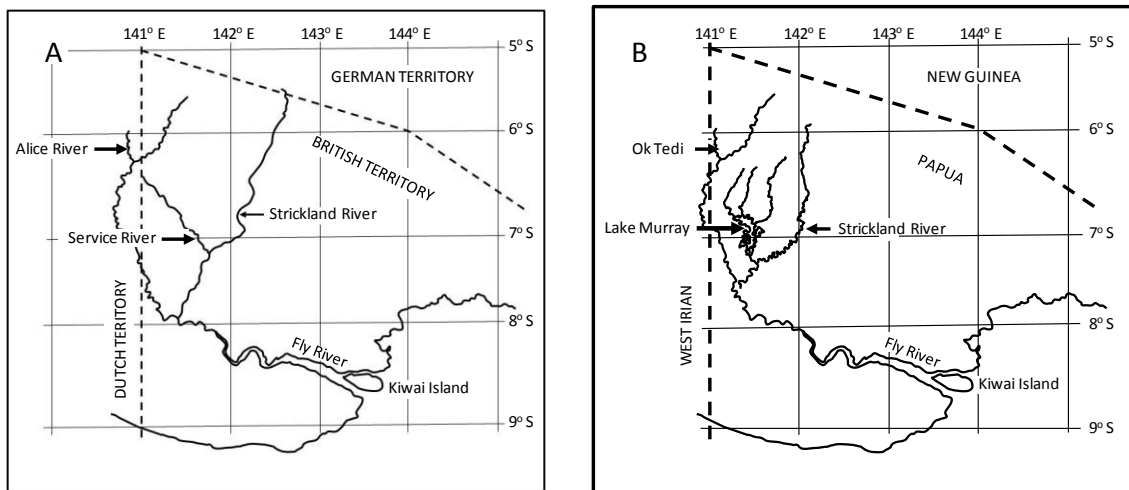 A
141° E
142° E
143° E
144° E
5° S
GERMAN TERRITORY
Alice River
6° S
BRITISH TERRITORY
Strickland River
Service River
7° S
DUTCH TERITORY
8° S
Fly River
Kiwai Island
9° S
B
141° E
142° E
143° E
144° E
5° S
NEW GUINEA
Ok Tedi
6° S
PAPUA
Lake Murray
Strickland River
7° S
WEST IRIAN
8° S
Fly River
Kiwai Island
9° S